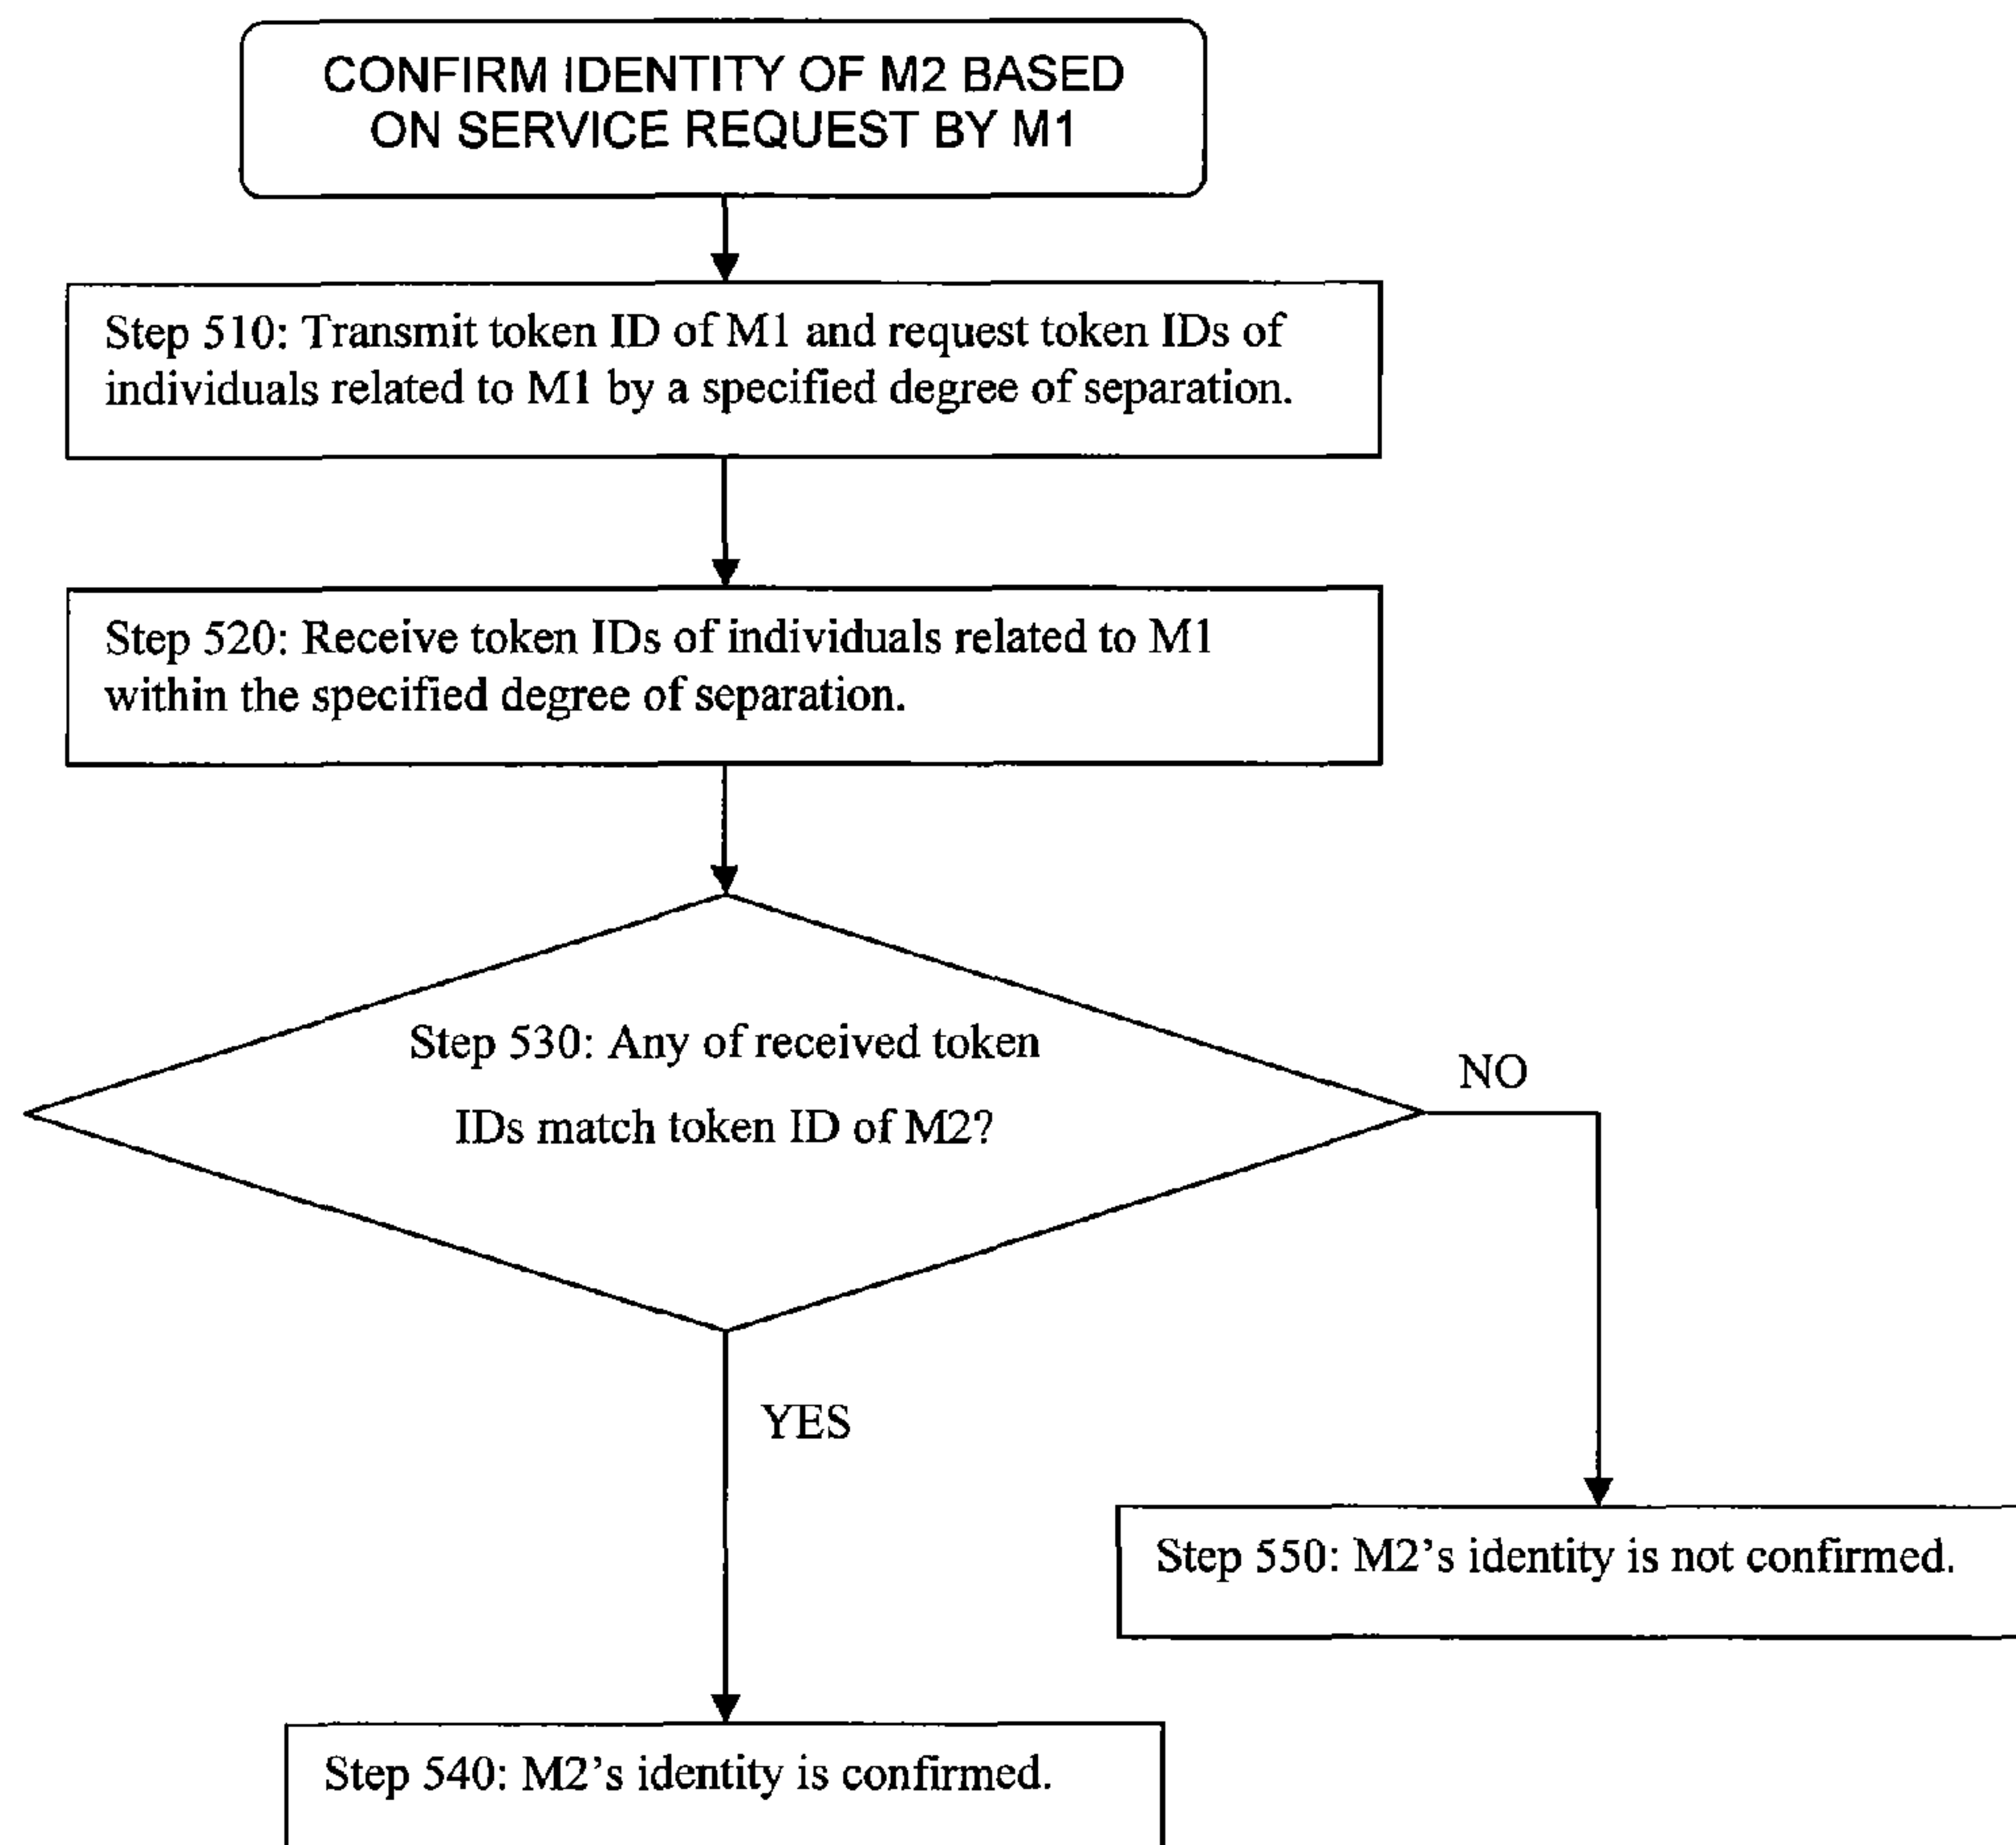 CONFIRM IDENTITY OF M2 BASED
ON SERVICE REQUEST BY M1
Step 510: Transmit token ID of M1 and request token IDs of
individuals related to M1 by a specified degree of separation.
Step 520: Receive token IDs of individuals related to M1
within the specified degree of separation.
Step 530: Any of received token
IDs match token ID of M2?
NO
YES
Step 550: M2’s identity is not confirmed.
Step 540: M2’s identity is confirmed.